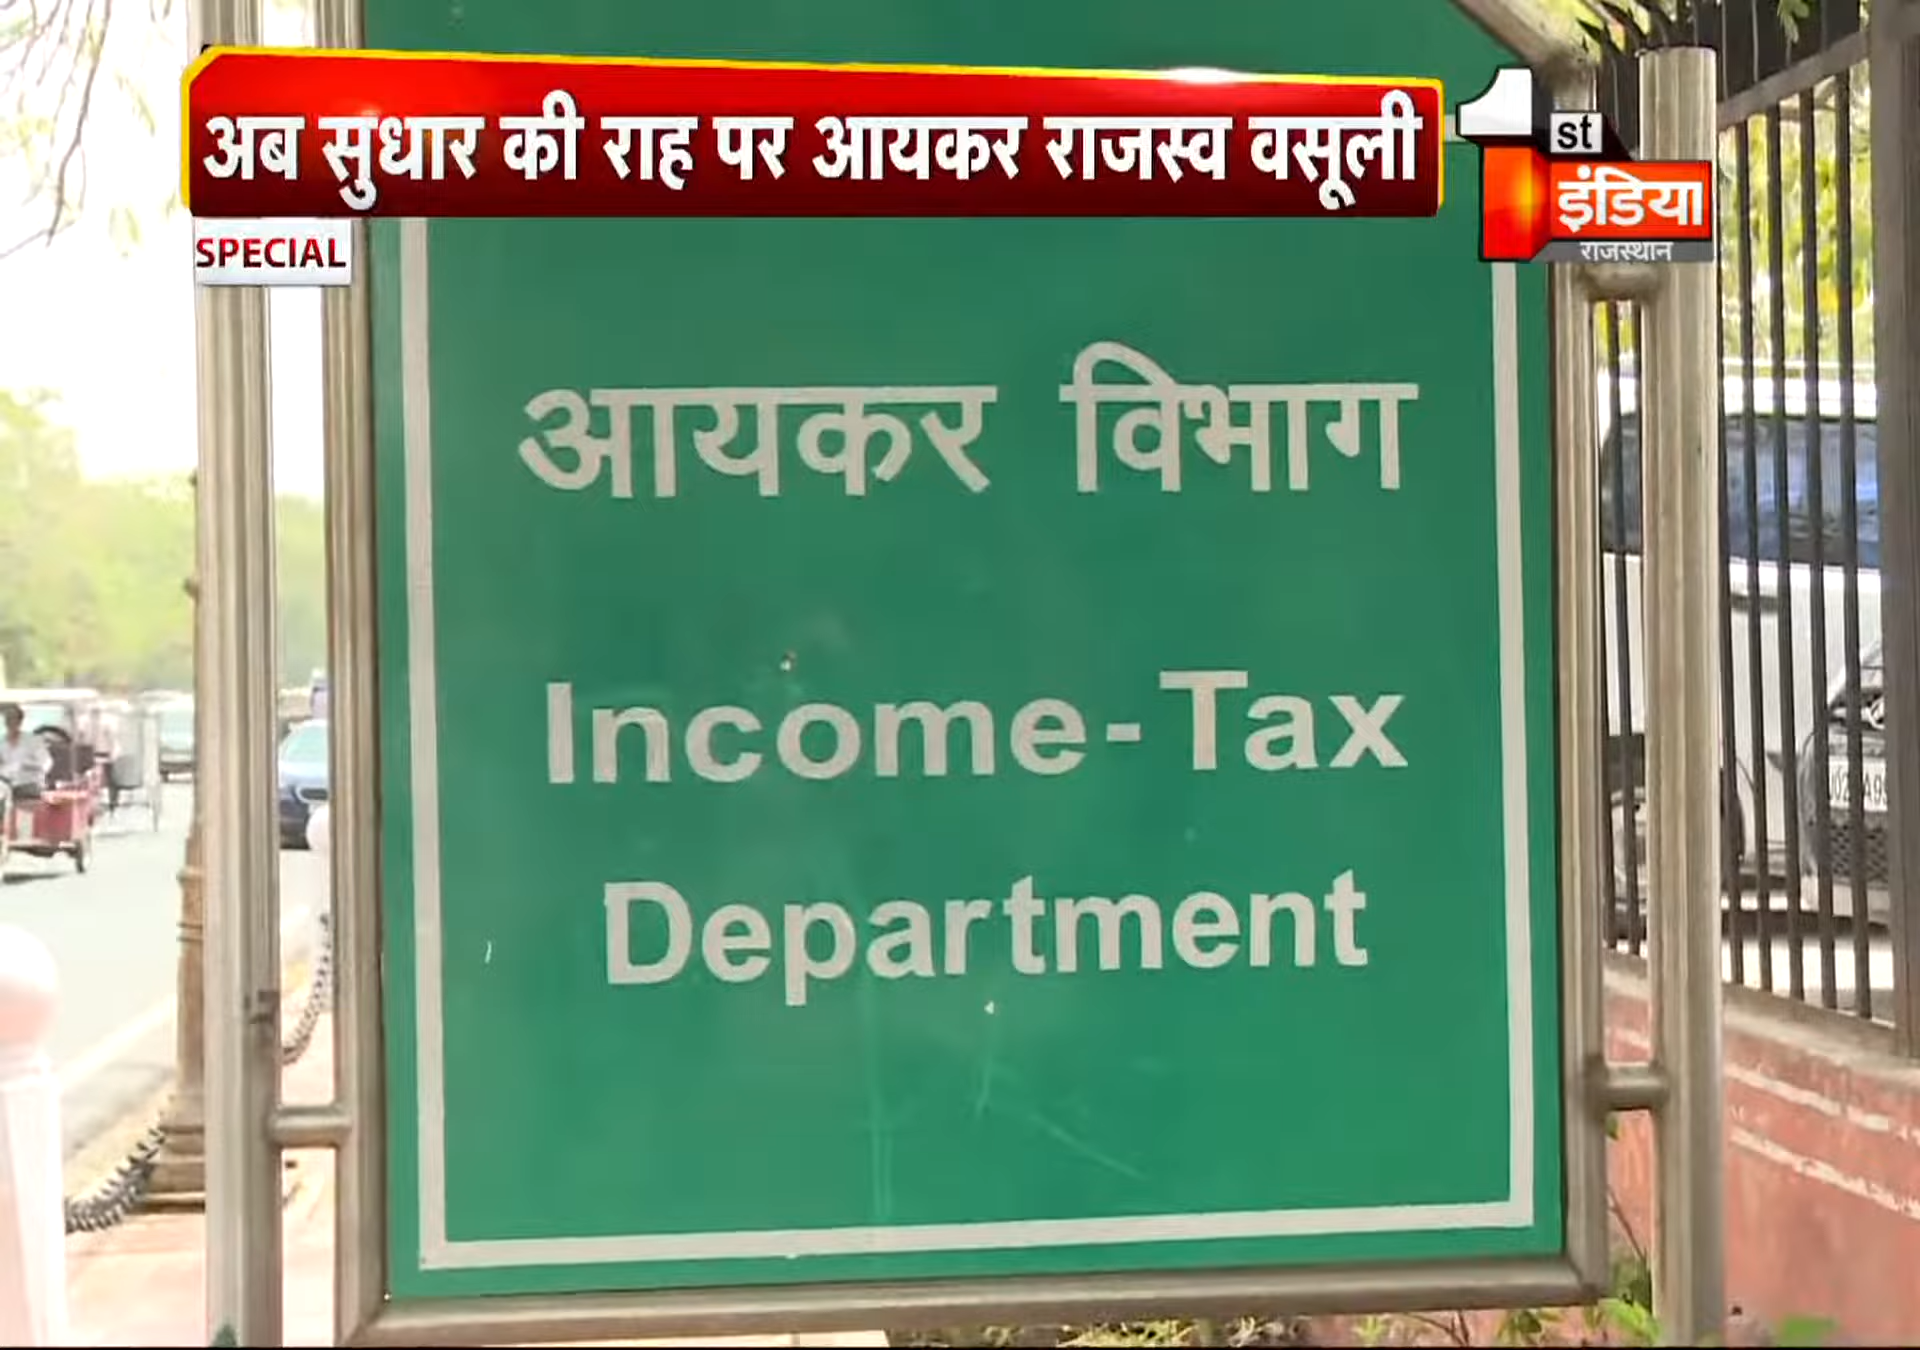 अब सुधार की राह पर आयकर राजस्व वसूली
1st
इंडिया
राजस्थान
SPECIAL
आयकर विभाग
Income-Tax
Department